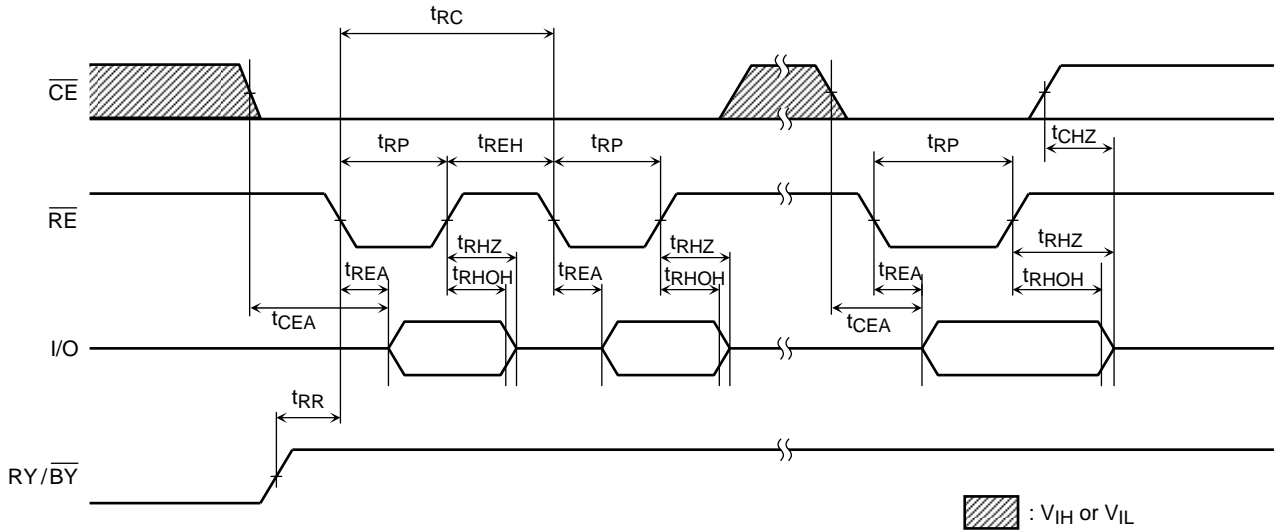 tRC
CE
tCHZ
tRP
tREH
tRP
tRP
RE
tRHZ
tRHZ
tRHZ
tREA
tRHOH
tREA
tRHOH
tREA
tRHOH
tCEA
tCEA
I/O
tRR
RY/BY
: VIH or VIL